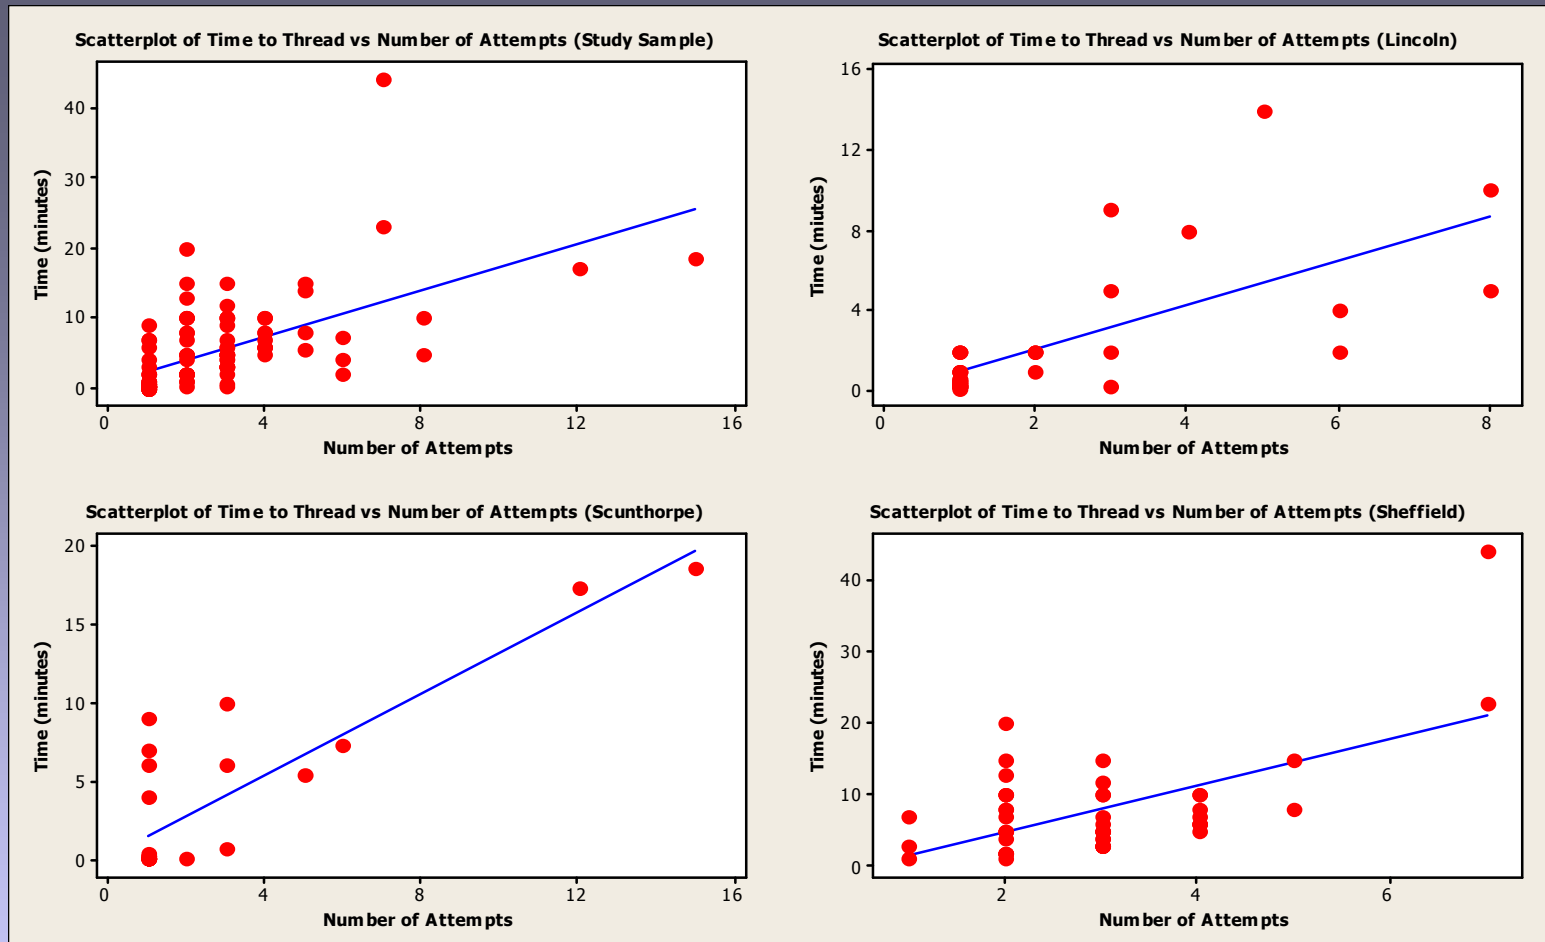 Scatterplot of Time to Thread vs Number of Attempts (Study Sample)
40
30
20
10
0
Time (minutes)
0 4 8 12 16
Number of Attempts
Scatterplot of Time to Thread vs Number of Attempts (Lincoln)
16
12
8
4
0
Time (miutes)
0 2 4 6 8
Number of Attempts
Scatterplot of Time to Thread vs Number of Attempts (Scunthorpe)
20
15
10
5
0
Time (minutes)
0 4 8 12 16
Number of Attempts
Scatterplot of Time to Thread vs Number of Attempts (Sheffield)
40
30
20
10
0
Time (minutes)
2 4 6
Number of Attempts